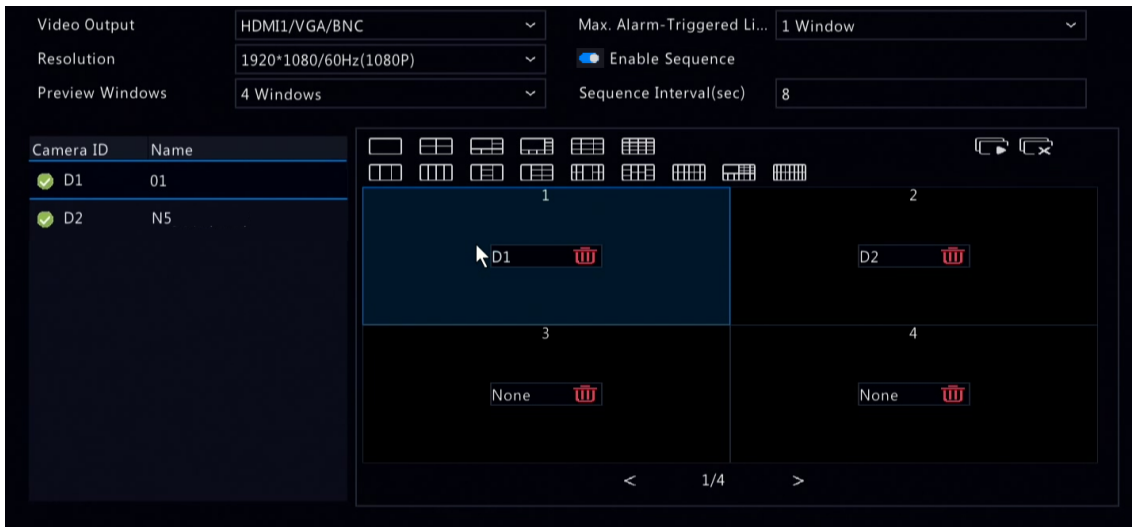 Video Output HDMI1/VGA/BNC Max. Alarm-Triggered Li... 1 Window
Resolution 1920*1080/60Hz(1080P) Enable Sequence
Preview Windows 4 Windows Sequence Interval(sec) 8
Camera ID Name
D1 01
D2 N5
1 2
D1 D2
3 4
None None
< 1/4 >